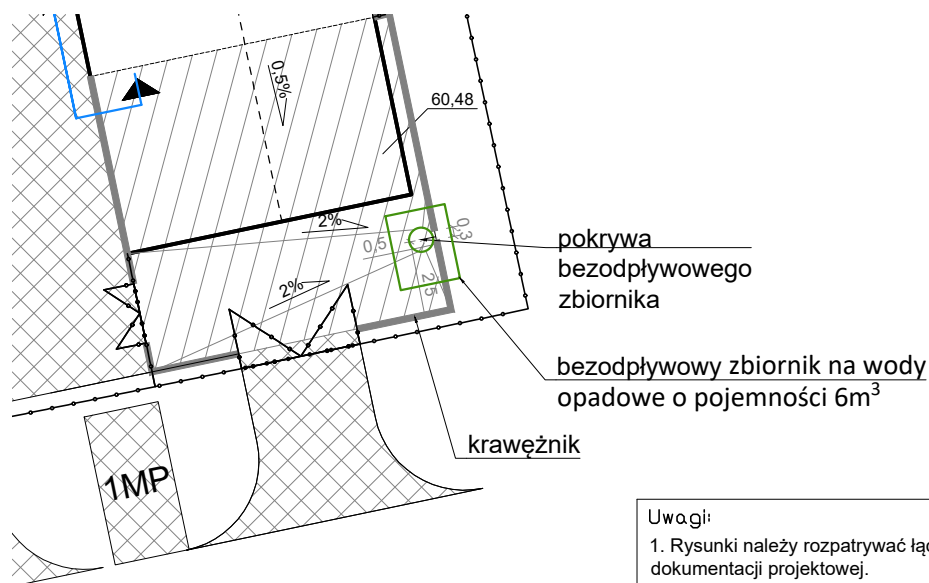 0,5%
60,48
2%
0,5
0,3
2%
2,5
pokrywa
bezodpływowego
zbiornika
bezodpływowy zbiornik na wody
opadowe o pojemności 6m³
krawężnik
1MP
Uwagi:
1. Rysunki należy rozpatrywać łąc
dokumentacji projektowej.